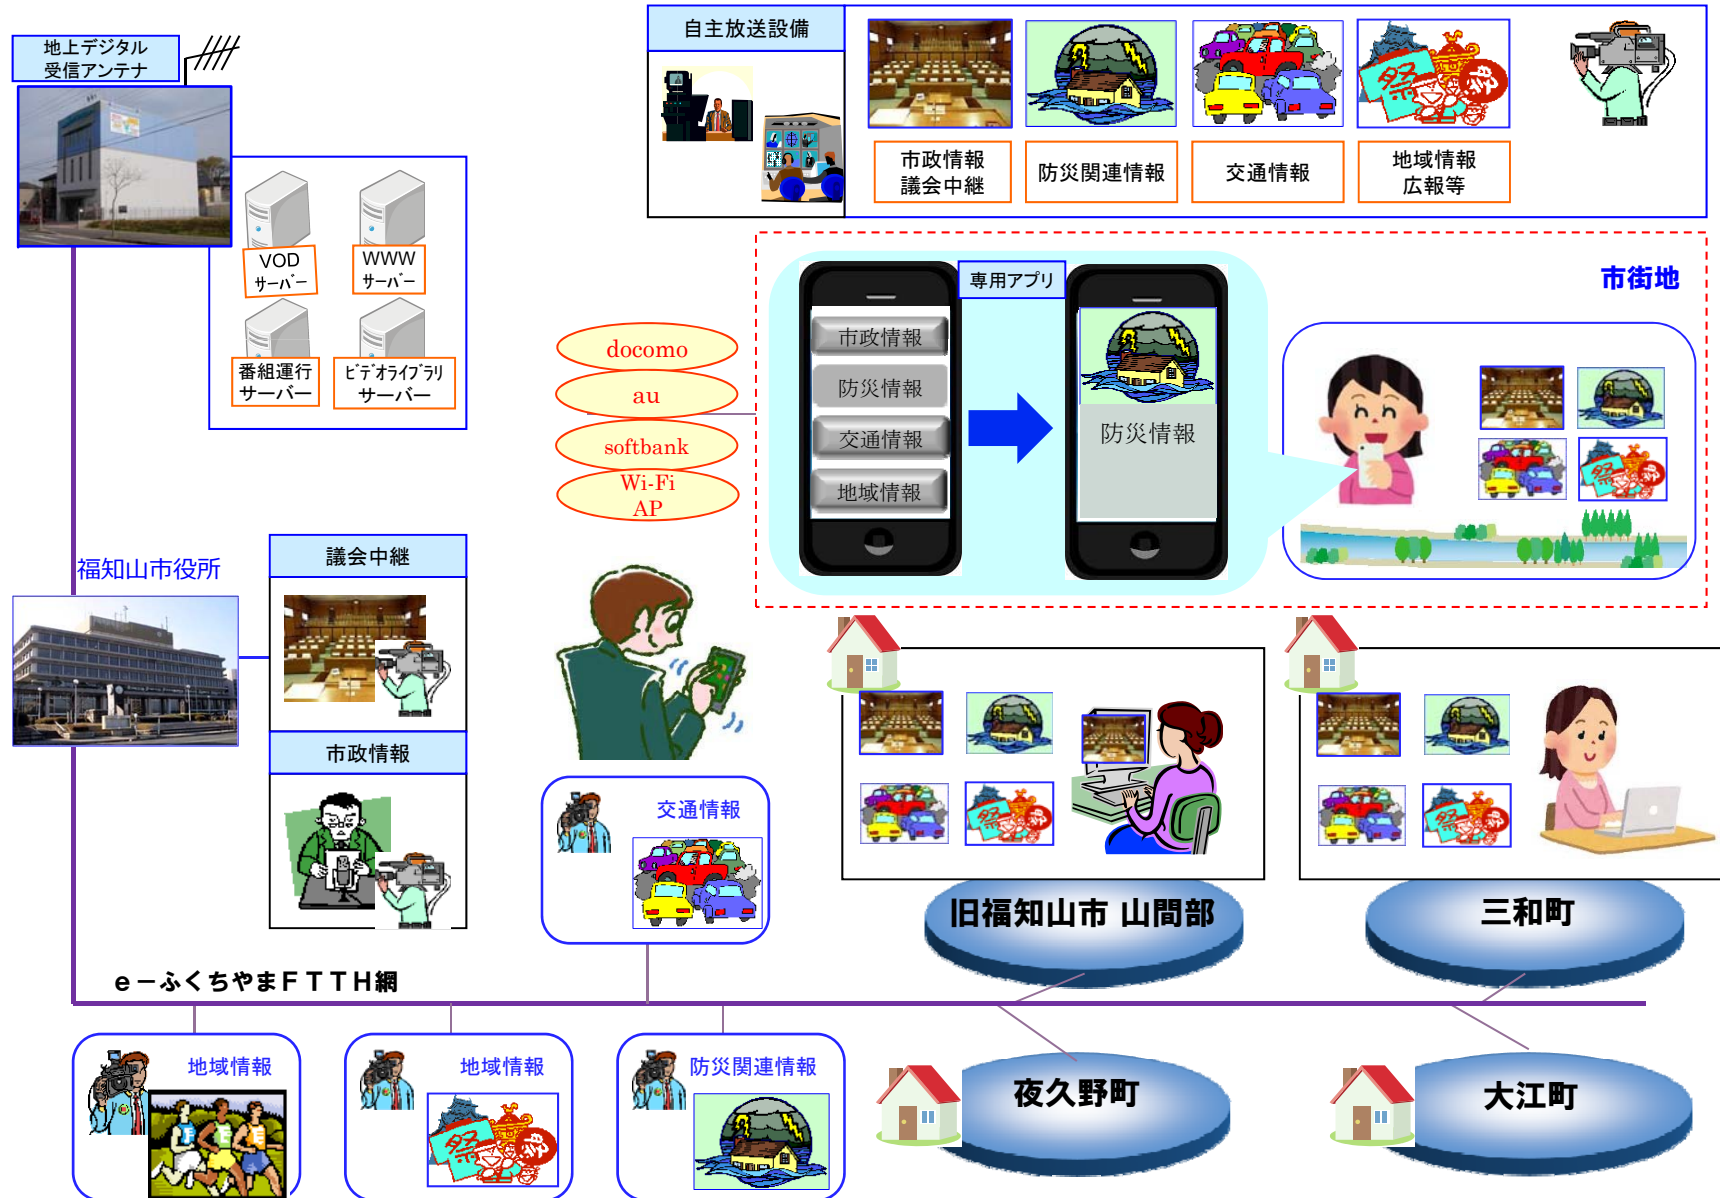 地上デジタル
受信アンテナ
自主放送設備
市政情報
議会中継
防災関連情報
交通情報
地域情報
広報等
VOD
サーバー
WWW
サーバー
番組運行
サーバー
ビデオライブラリ
サーバー
専用アプリ
市街地
市政情報
防災情報
交通情報
地域情報
防災情報
docomo
au
softbank
Wi-Fi
AP
福知山市役所
議会中継
市政情報
交通情報
旧福知山市 山間部
三和町
e－ふくちやまFTTH網
地域情報
地域情報
防災関連情報
夜久野町
大江町